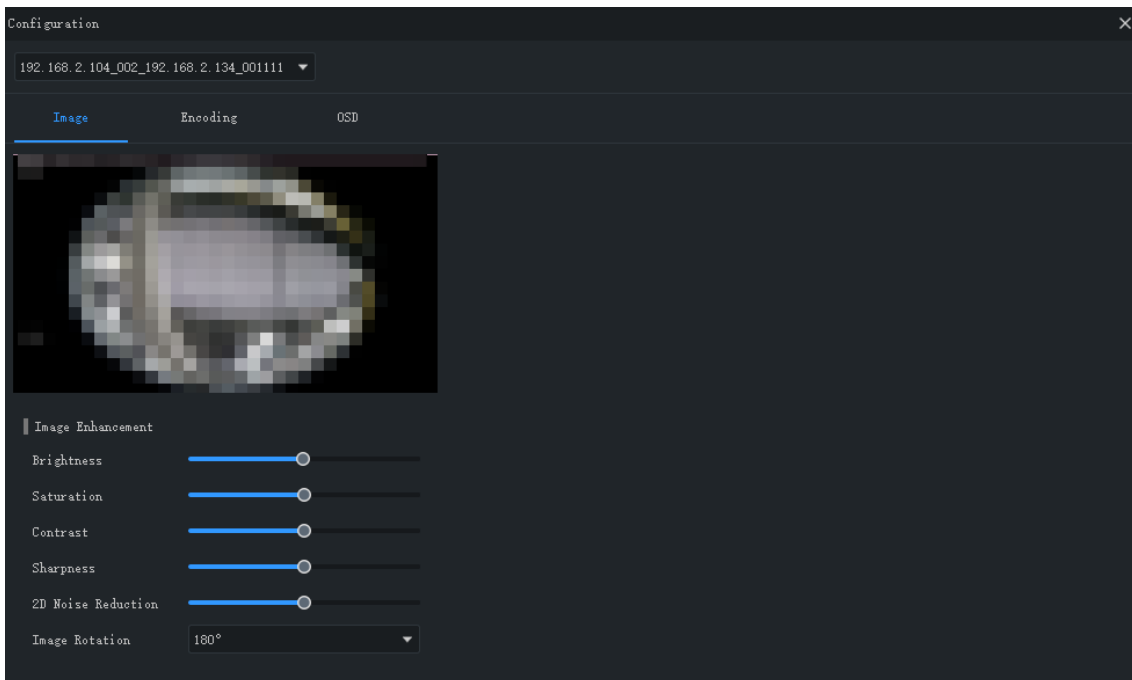 Configuration
192.168.2.104_002_192.168.2.134_001111
Image Encoding OSD
Image Enhancement
Brightness
Saturation
Contrast
Sharpness
2D Noise Reduction
Image Rotation 180°